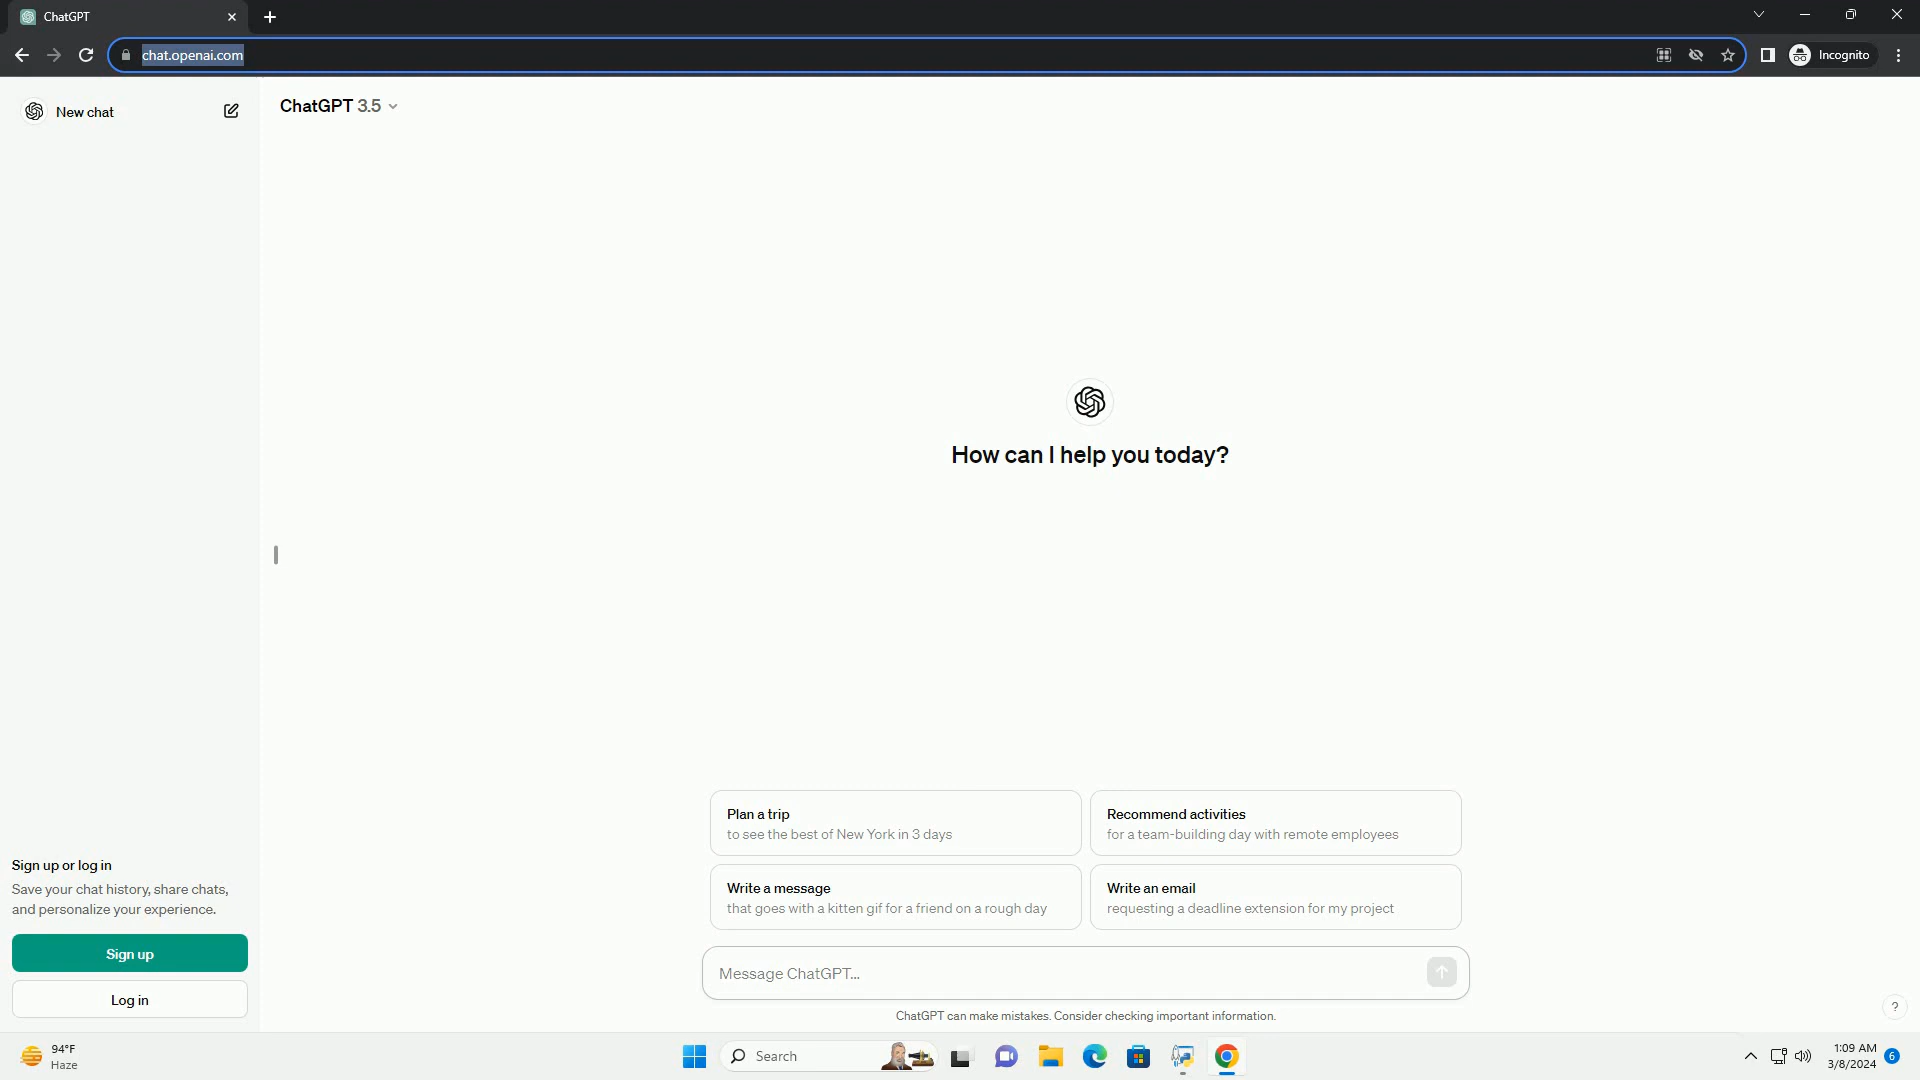 ChatGPT
chat.openai.com
Incognito
New chat
ChatGPT 3.5
How can I help you today?
Plan a trip
to see the best of New York in 3 days
Recommend activities
for a team-building day with remote employees
Write a message
that goes with a kitten gif for a friend on a rough day
Write an email
requesting a deadline extension for my project
Sign up or log in
Save your chat history, share chats,
and personalize your experience.
Sign up
Log in
Message ChatGPT...
ChatGPT can make mistakes. Consider checking important information.
?
94°F
Haze
Search
1:09 AM
3/8/2024
6